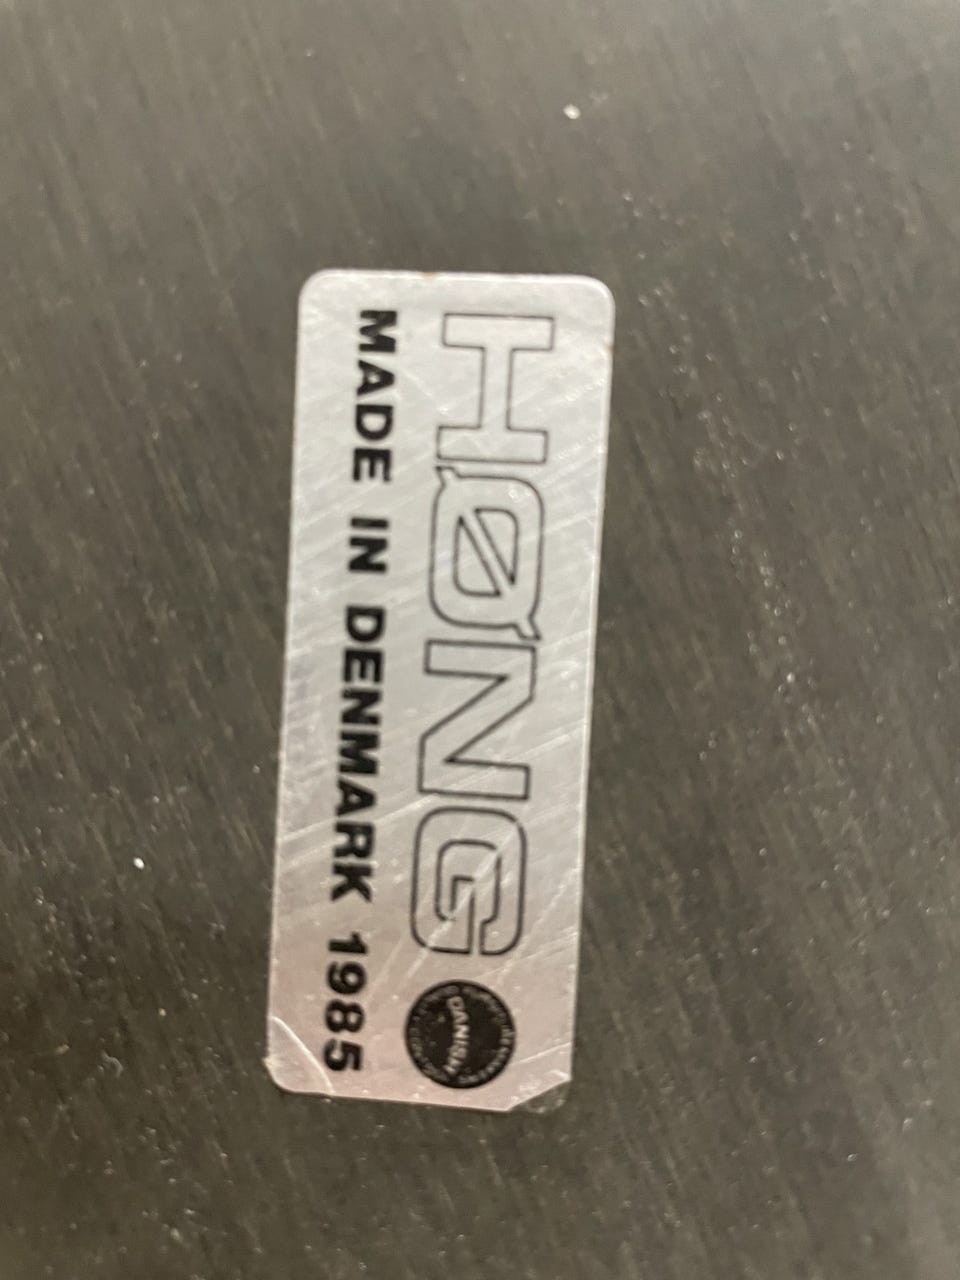 HØNG
DANISH
MADE IN DENMARK 1985